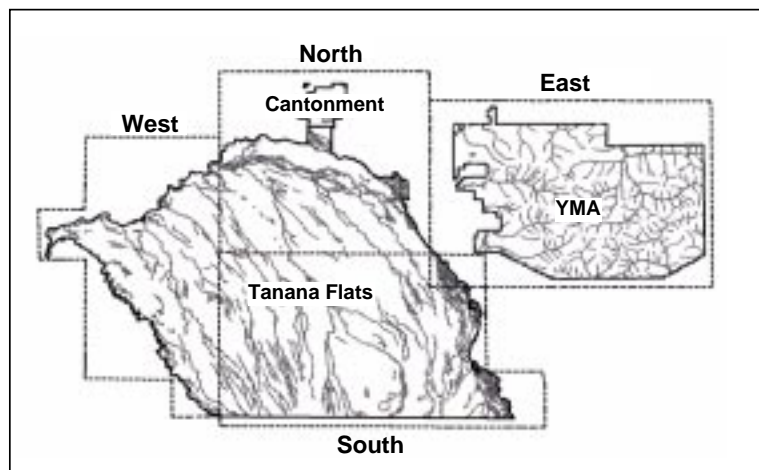 North
East
Cantonment
West
YMA
Tanana Flats
South